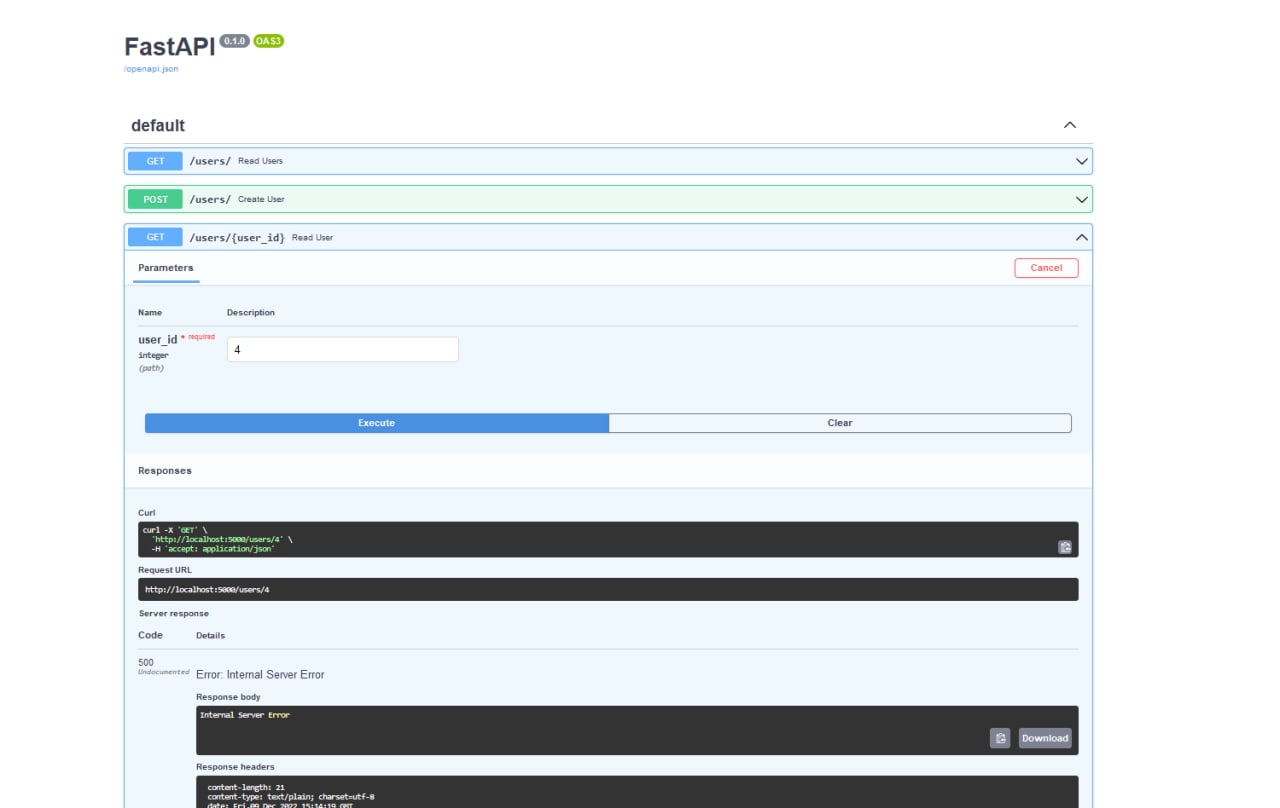 FastAPI 0.1.0 OAS3
/openapi.json
default
GET /users/ Read Users
POST /users/ Create User
GET /users/{user_id} Read User
Parameters Cancel
Name Description
user_id * required
integer
(path)
4
Execute Clear
Responses
Curl
curl -X 'GET' \
'http://localhost:5000/users/4' \
-H 'accept: application/json'
Request URL
http://localhost:5000/users/4
Server response
Code Details
500
Undocumented
Error: Internal Server Error
Response body
Internal Server Error
Download
Response headers
content-length: 21
content-type: text/plain; charset=utf-8
date: Fri,09 Dec 2022 15:14:19 GMT